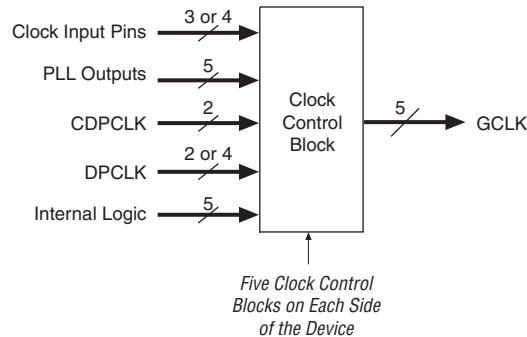 3 or 4
Clock Input Pins
5
PLL Outputs
2
CDPCLK
2 or 4
DPCLK
5
Internal Logic
Clock
Control
Block
5
GCLK
Five Clock Control
Blocks on Each Side
of the Device